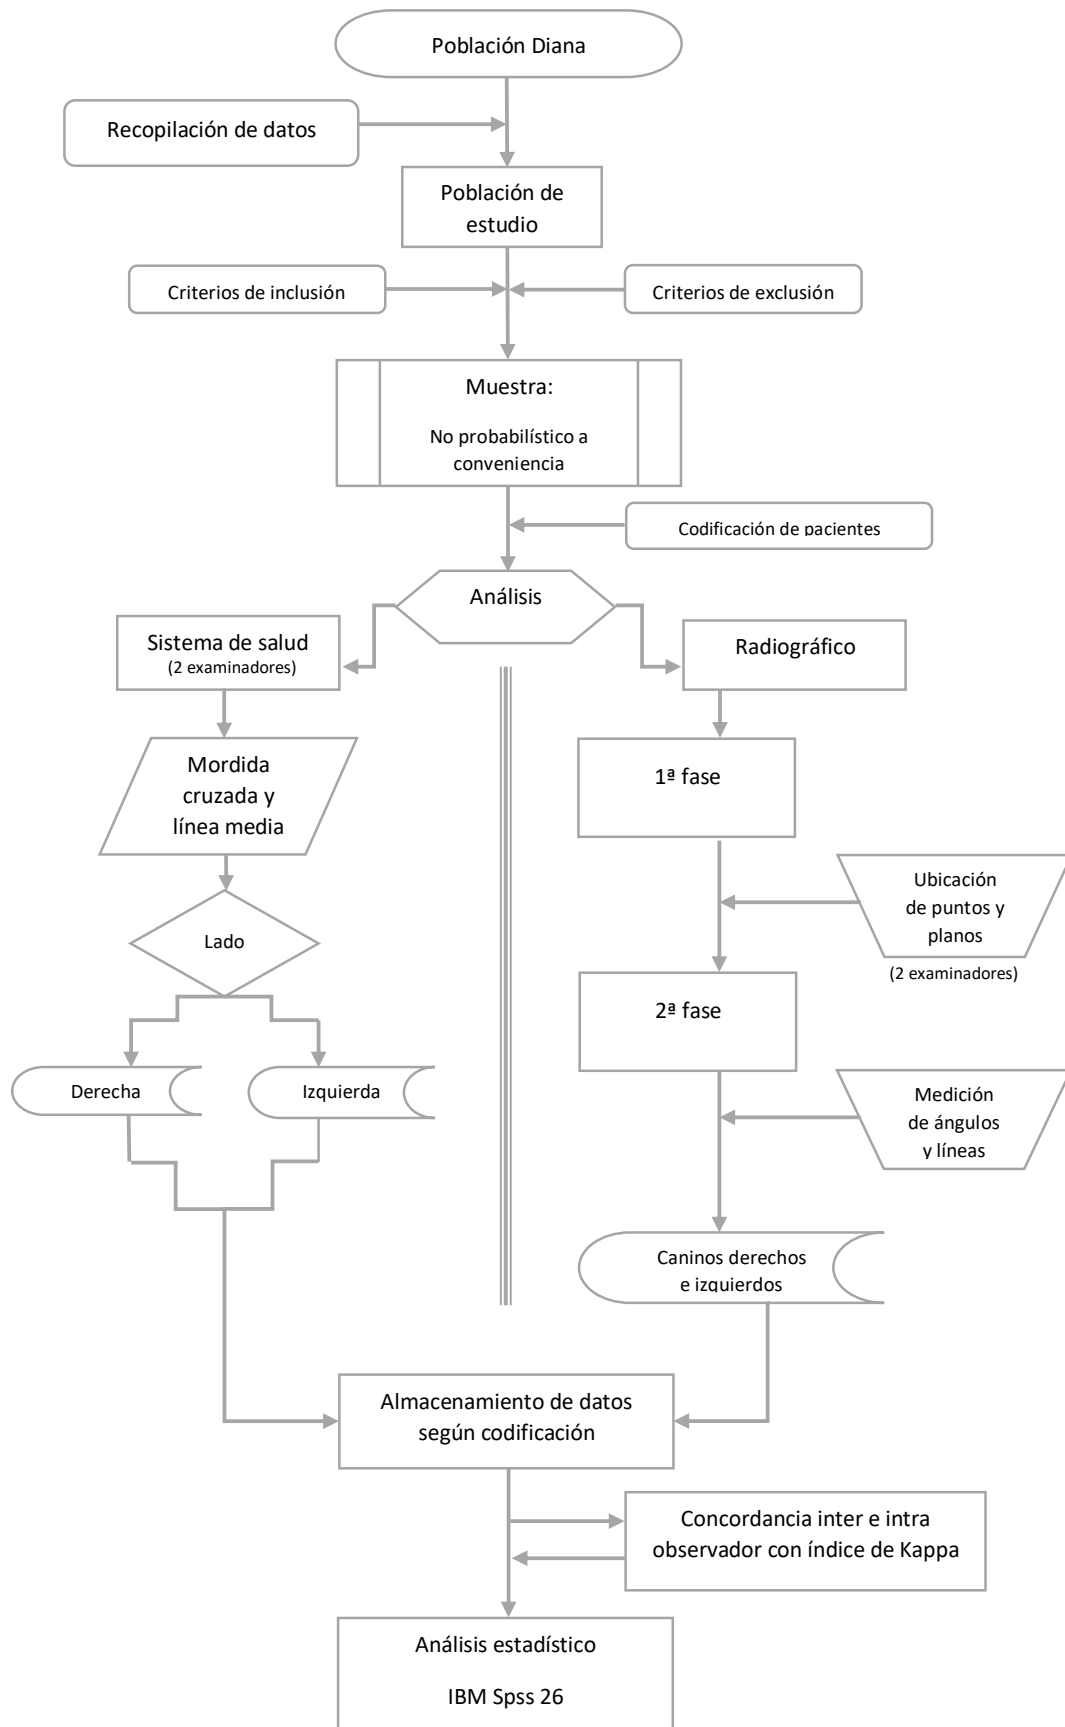 Población Diana
Recopilación de datos
Población de
estudio
Criterios de inclusión
Criterios de exclusión
Muestra:
No probabilístico a
conveniencia
Codificación de pacientes
Análisis
Sistema de salud
(2 examinadores)
Radiográfico
Mordida
cruzada y
línea media
1ª fase
Ubicación
de puntos y
planos
(2 examinadores)
Lado
2ª fase
Derecha
Izquierda
Medición
de ángulos
y líneas
Caninos derechos
e izquierdos
Almacenamiento de datos
según codificación
Concordancia inter e intra
observador con índice de Kappa
Análisis estadístico
IBM Spss 26